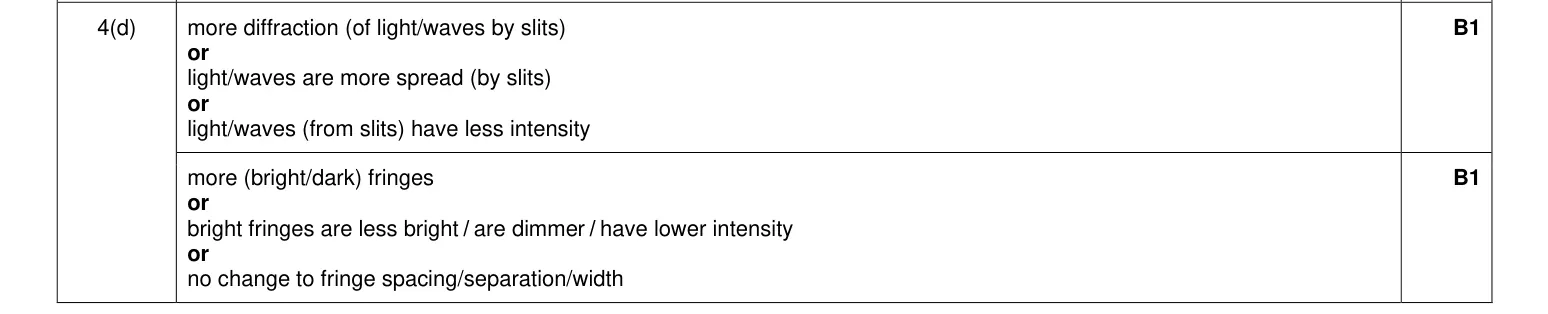 4(d)
more diffraction (of light/waves by slits)
B1
or
light/waves are more spread (by slits)
or
light/waves (from slits) have less intensity
more (bright/dark) fringes
B1
or
bright fringes are less bright / are dimmer / have lower intensity
or
no change to fringe spacing/separation/width